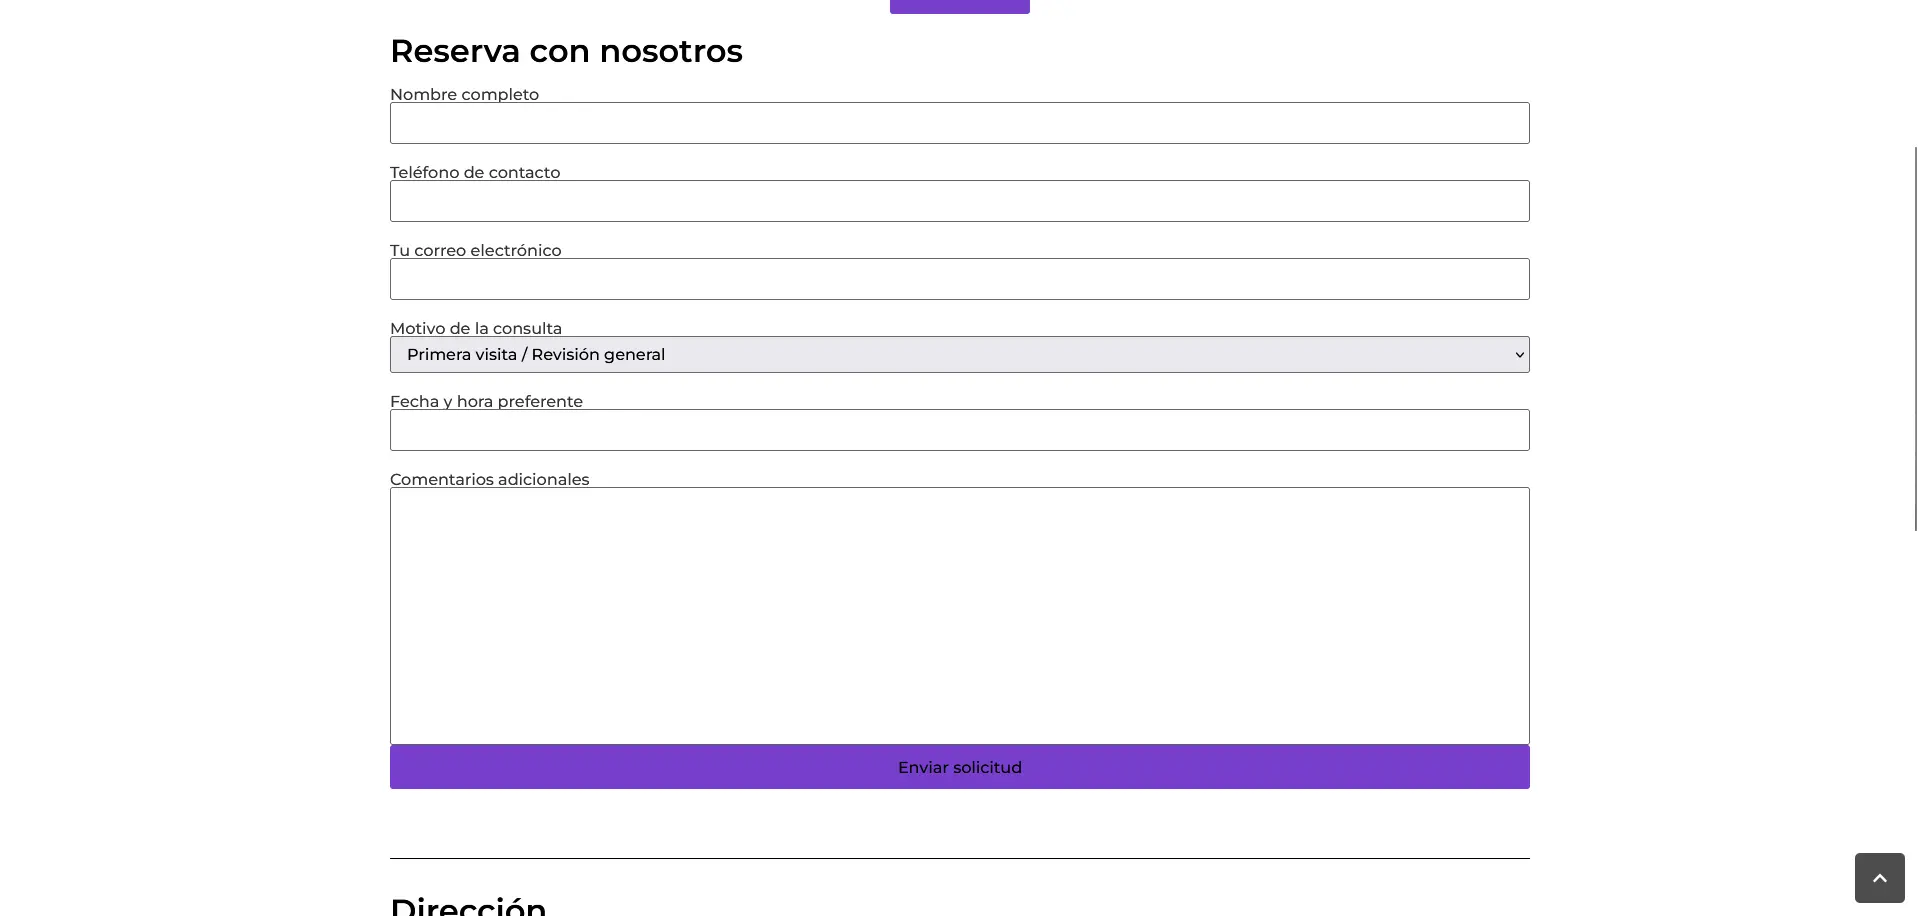 Reserva con nosotros
Nombre completo
Teléfono de contacto
Tu correo electrónico
Motivo de la consulta
Primera visita / Revisión general
Fecha y hora preferente
Comentarios adicionales
Enviar solicitud
Dirección